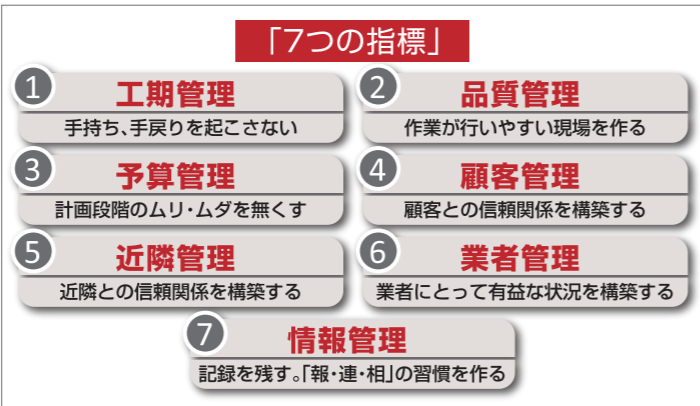 「7つの指標」
1
工期管理
手持ち、手戻りを起こさない
2
品質管理
作業が行いやすい現場を作る
3
予算管理
計画段階のムリ・ムダを無くす
4
顧客管理
顧客との信頼関係を構築する
5
近隣管理
近隣との信頼関係を構築する
6
業者管理
業者にとって有益な状況を構築する
7
情報管理
記録を残す。「報・連・相」の習慣を作る